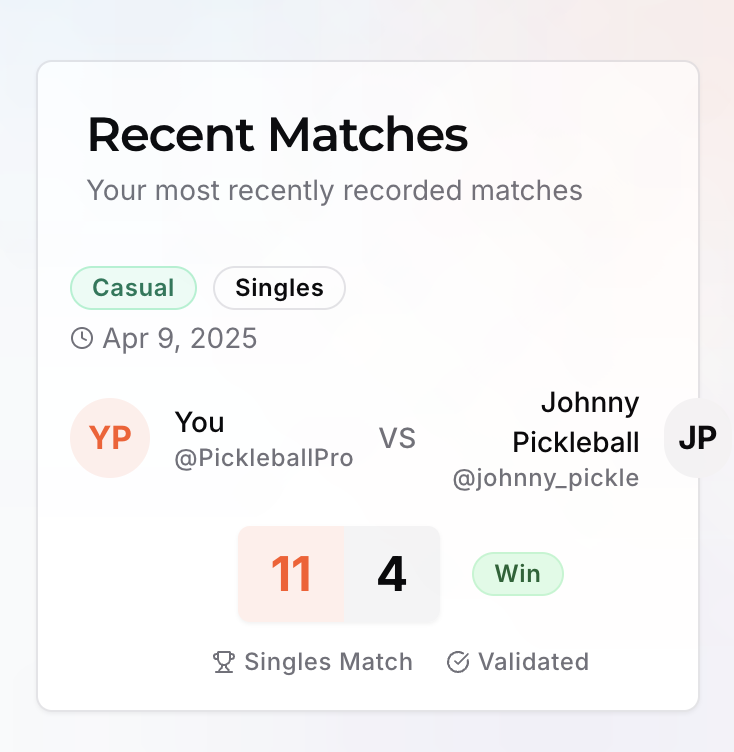 Recent Matches
Your most recently recorded matches
Casual Singles
Apr 9, 2025
YP You @PickleballPro VS Johnny Pickleball @johnny_pickle JP
11 4 Win
Singles Match Validated